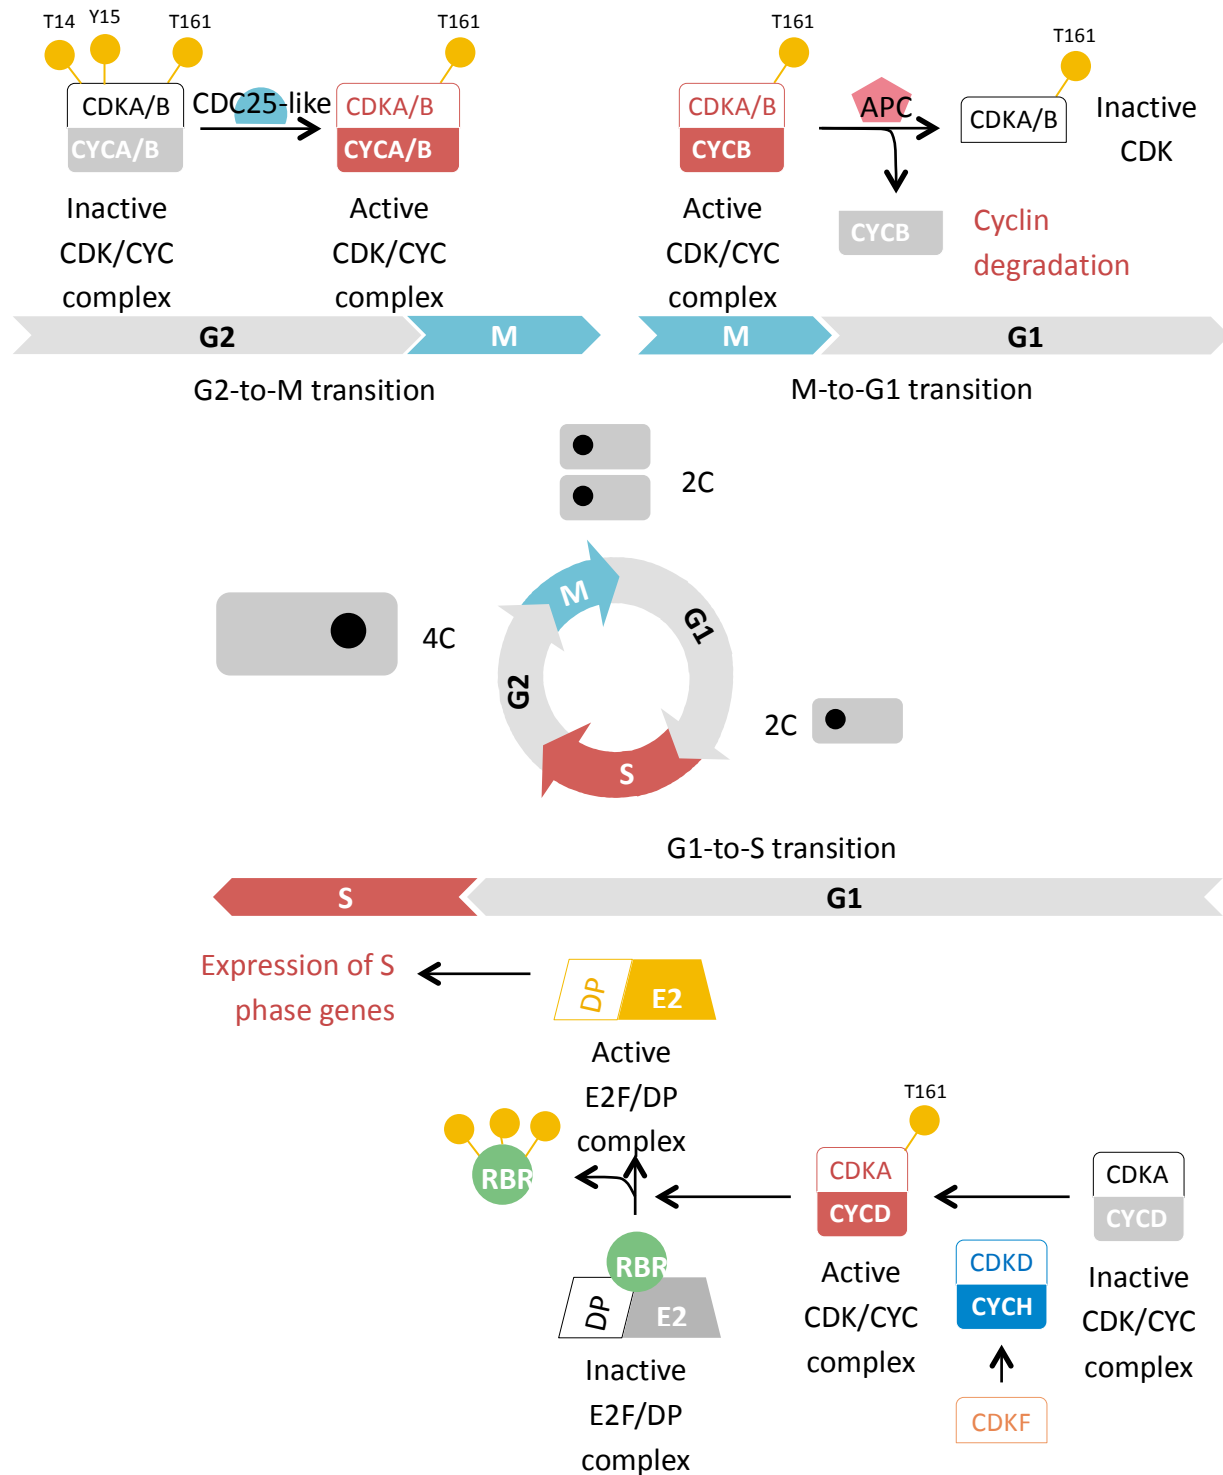 T14
Y15
T161
CDKA/B
CYCA/B
CDC25-like
T161
CDKA/B
CYCA/B
Inactive
CDK/CYC
complex
Active
CDK/CYC
complex
G2
M
G2-to-M transition
T161
CDKA/B
CYCB
APC
T161
CDKA/B
Inactive
CDK
CYCB
Cyclin
degradation
Active
CDK/CYC
complex
M
G1
M-to-G1 transition
2C
4C
M
G1
G2
S
2C
G1-to-S transition
S
G1
Expression of S
phase genes
DP
E2
Active
E2F/DP
complex
RBR
RBR
DP
E2
Inactive
E2F/DP
complex
T161
CDKA
CYCD
Active
CDK/CYC
complex
CDKD
CYCH
CDKF
CDKA
CYCD
Inactive
CDK/CYC
complex